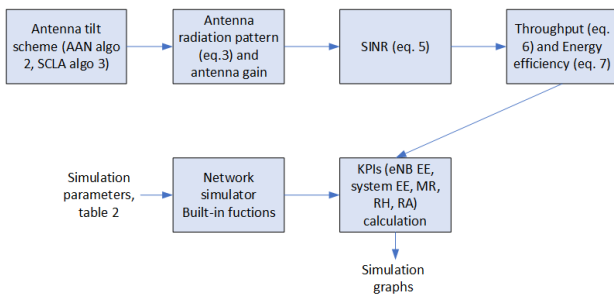 Antenna tilt
scheme (AAN algo
2, SCLA algo 3)
Antenna
radiation pattern
(eq.3) and
antenna gain
SINR (eq. 5)
Throughput (eq.
6) and Energy
efficiency (eq. 7)
Simulation
parameters,
table 2
Network
simulator
Built-in fuctions
KPIs (eNB EE,
system EE, MR,
RH, RA)
calculation
Simulation
graphs